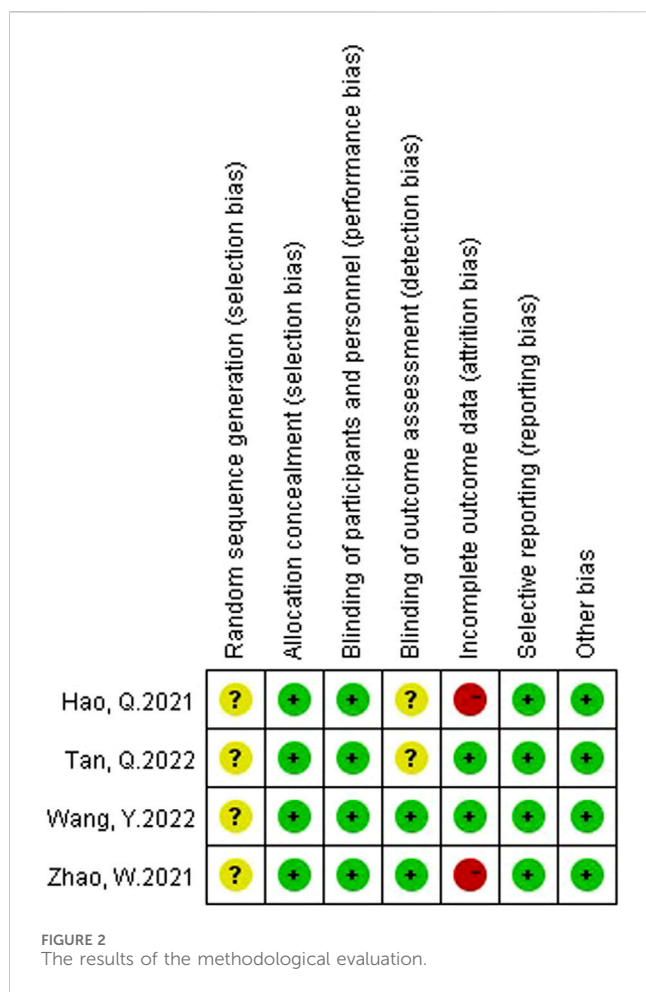 Random sequence generation (selection bias)
Allocation concealment (selection bias)
Blinding of participants and personnel (performance bias)
Blinding of outcome assessment (detection bias)
Incomplete outcome data (attrition bias)
Selective reporting (reporting bias)
Other bias
Hao, Q.2021 ? + + ? - + +
Tan, Q.2022 ? + + ? + + +
Wang, Y.2022 ? + + + + + +
Zhao, W.2021 ? + + + - + +
FIGURE 2
The results of the methodological evaluation.